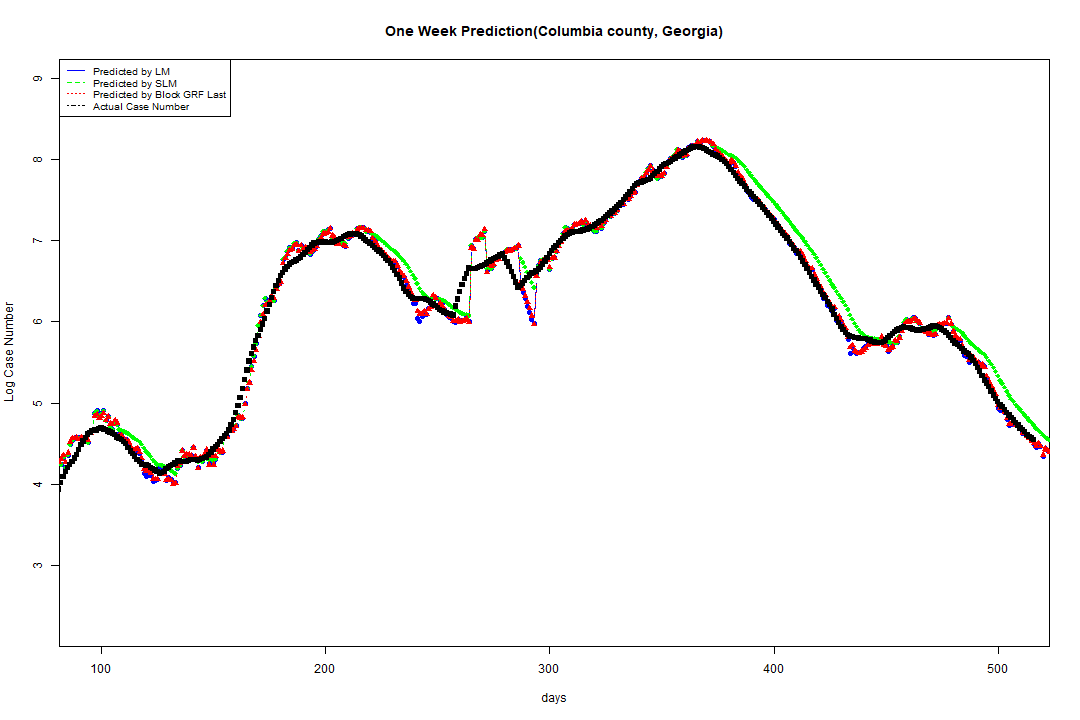 One Week Prediction(Columbia county, Georgia)
Predicted by LM
Predicted by SLM
Predicted by Block GRF Last
Actual Case Number
9
8
7
6
5
4
3
Log Case Number
100 200 300 400 500
days